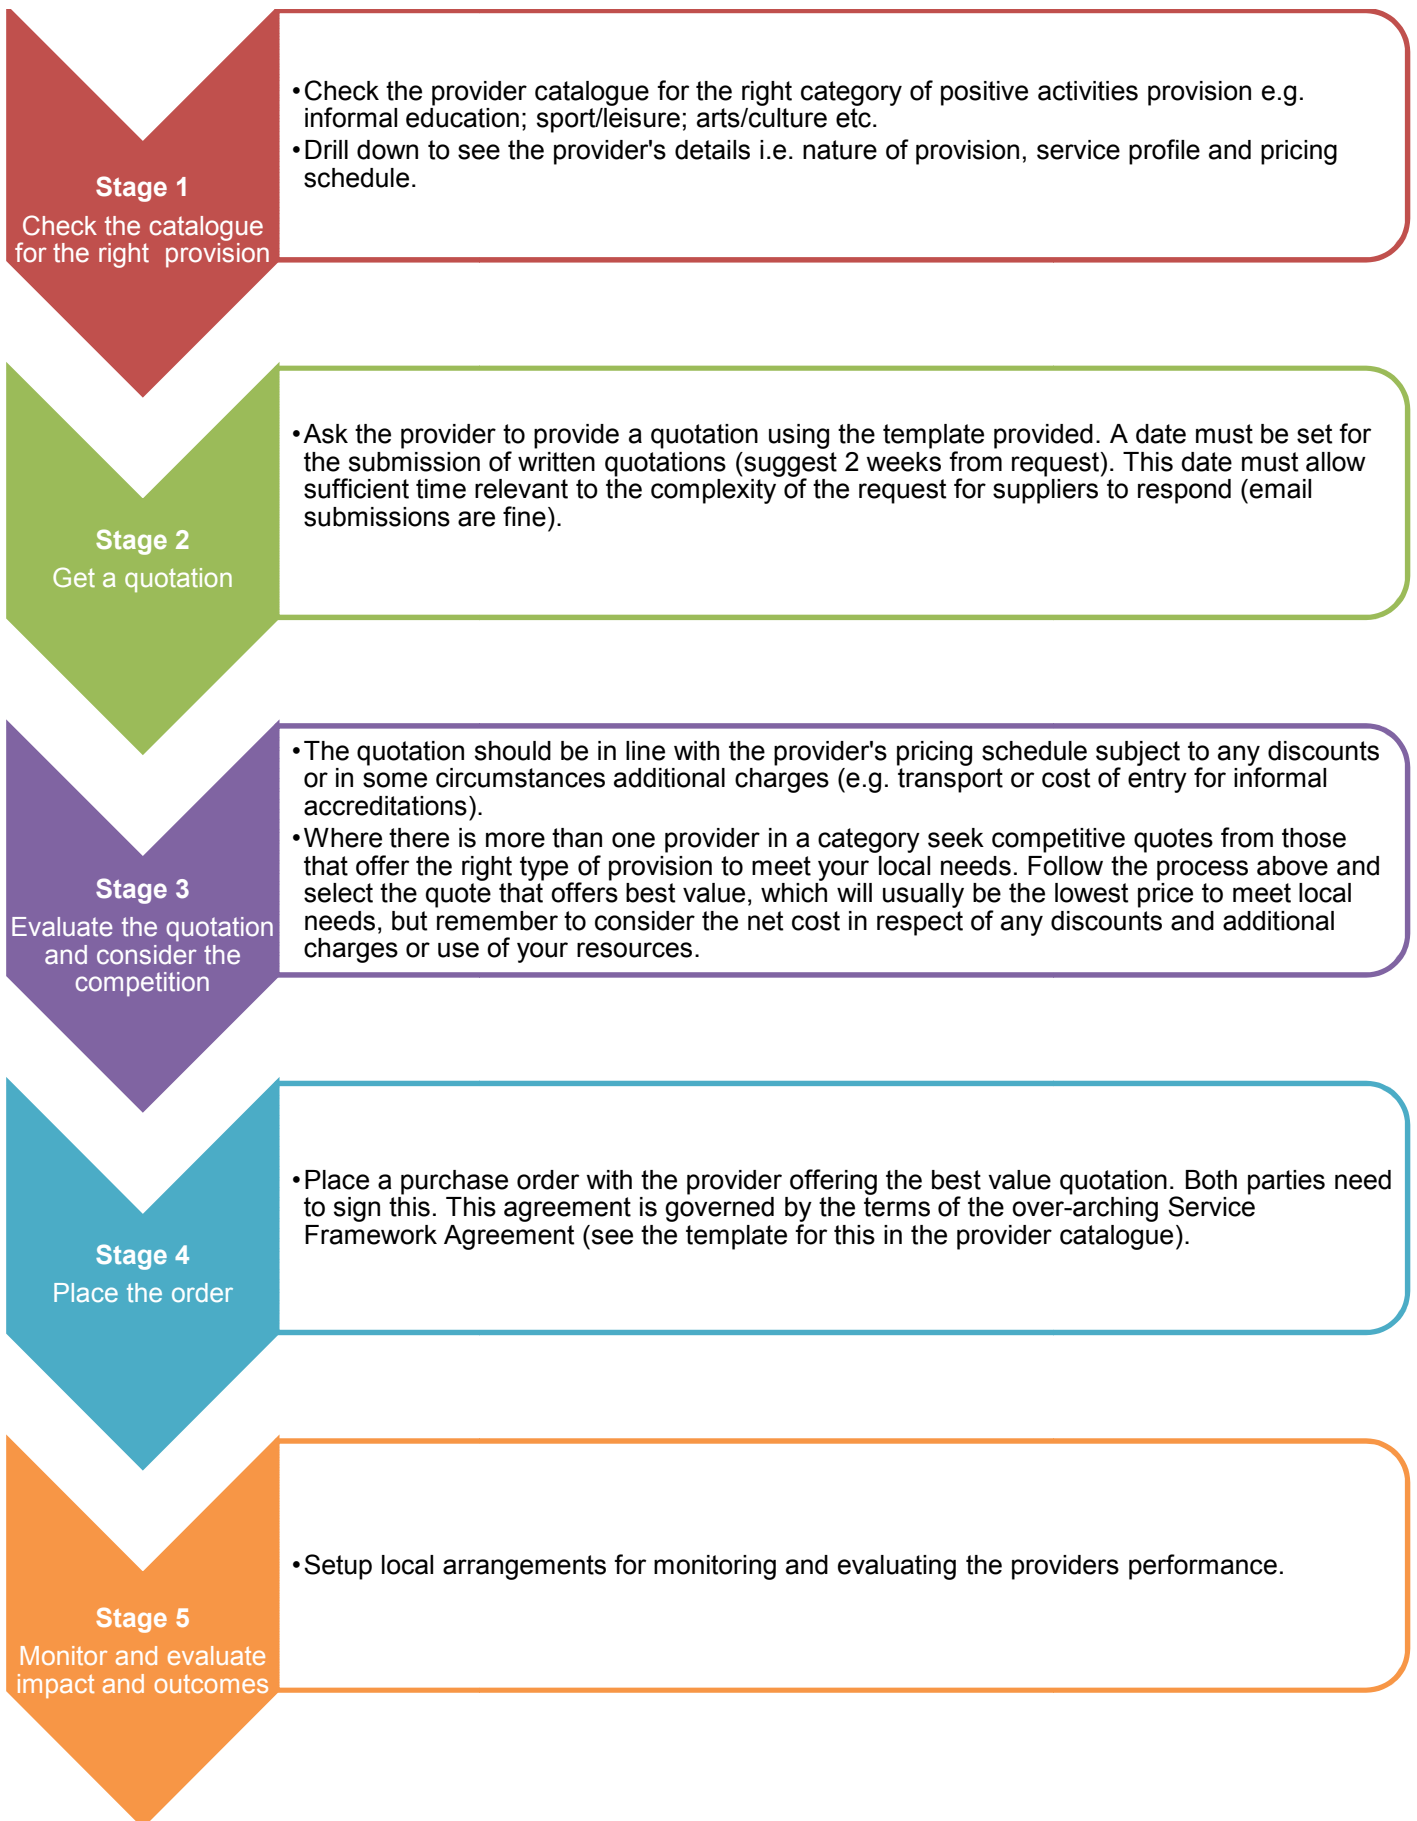 Stage 1
Check the catalogue
for the right  provision
•Check the provider catalogue for the right category of positive activities provision e.g.
informal education; sport/leisure; arts/culture etc.
•Drill down to see the provider's details i.e. nature of provision, service profile and pricing
schedule.
Stage 2
Get a quotation
•Ask the provider to provide a quotation using the template provided. A date must be set for
the submission of written quotations (suggest 2 weeks from request). This date must allow
sufficient time relevant to the complexity of the request for suppliers to respond (email
submissions are fine).
Stage 3
Evaluate the quotation
and consider the
competition
•The quotation should be in line with the provider's pricing schedule subject to any discounts
or in some circumstances additional charges (e.g. transport or cost of entry for informal
accreditations).
•Where there is more than one provider in a category seek competitive quotes from those
that offer the right type of provision to meet your local needs. Follow the process above and
select the quote that offers best value, which will usually be the lowest price to meet local
needs, but remember to consider the net cost in respect of any discounts and additional
charges or use of your resources.
Stage 4
Place the order
•Place a purchase order with the provider offering the best value quotation. Both parties need
to sign this. This agreement is governed by the terms of the over-arching Service
Framework Agreement (see the template for this in the provider catalogue).
Stage 5
Monitor and evaluate
impact and outcomes
•Setup local arrangements for monitoring and evaluating the providers performance.